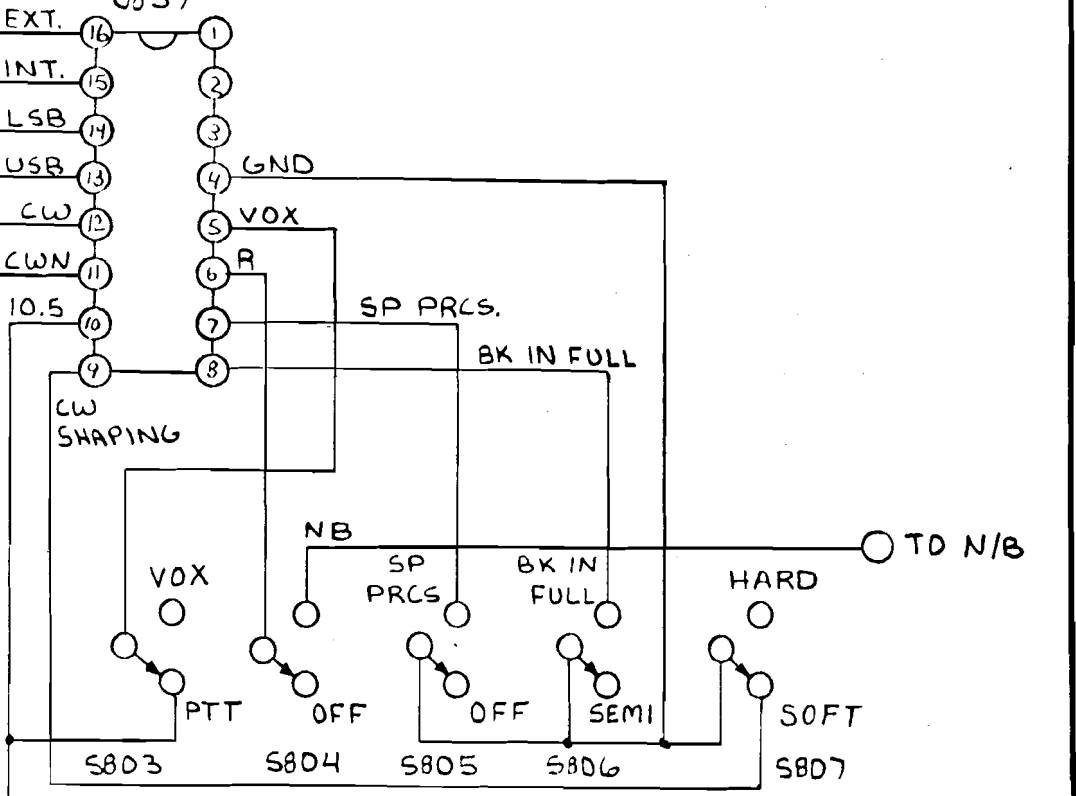 EXT.
16
1
INT.
15
2
LSB
14
3
USB
13
4
GND
CW
12
5
VOX
CWN
11
6
R
10.5
10
7
SP PRCS.
9
8
BK IN FULL
CW
SHAPING
NB
TO N/B
VOX
SP
PRCS
BK IN
FULL
HARD
PTT
OFF
OFF
SEMI
SOFT
S803
S804
S805
S806
S807